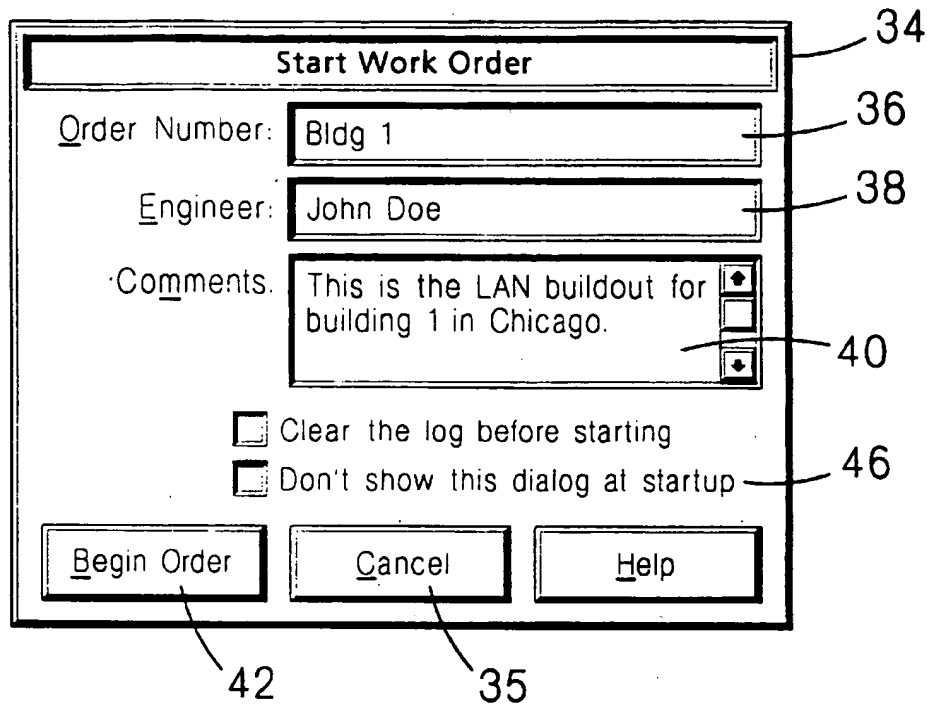 34
Start Work Order
Order Number: Bldg 1
36
Engineer: John Doe
38
Comments. This is the LAN buildout for
building 1 in Chicago.
40
Clear the log before starting
Don't show this dialog at startup
46
Begin Order Cancel Help
42 35